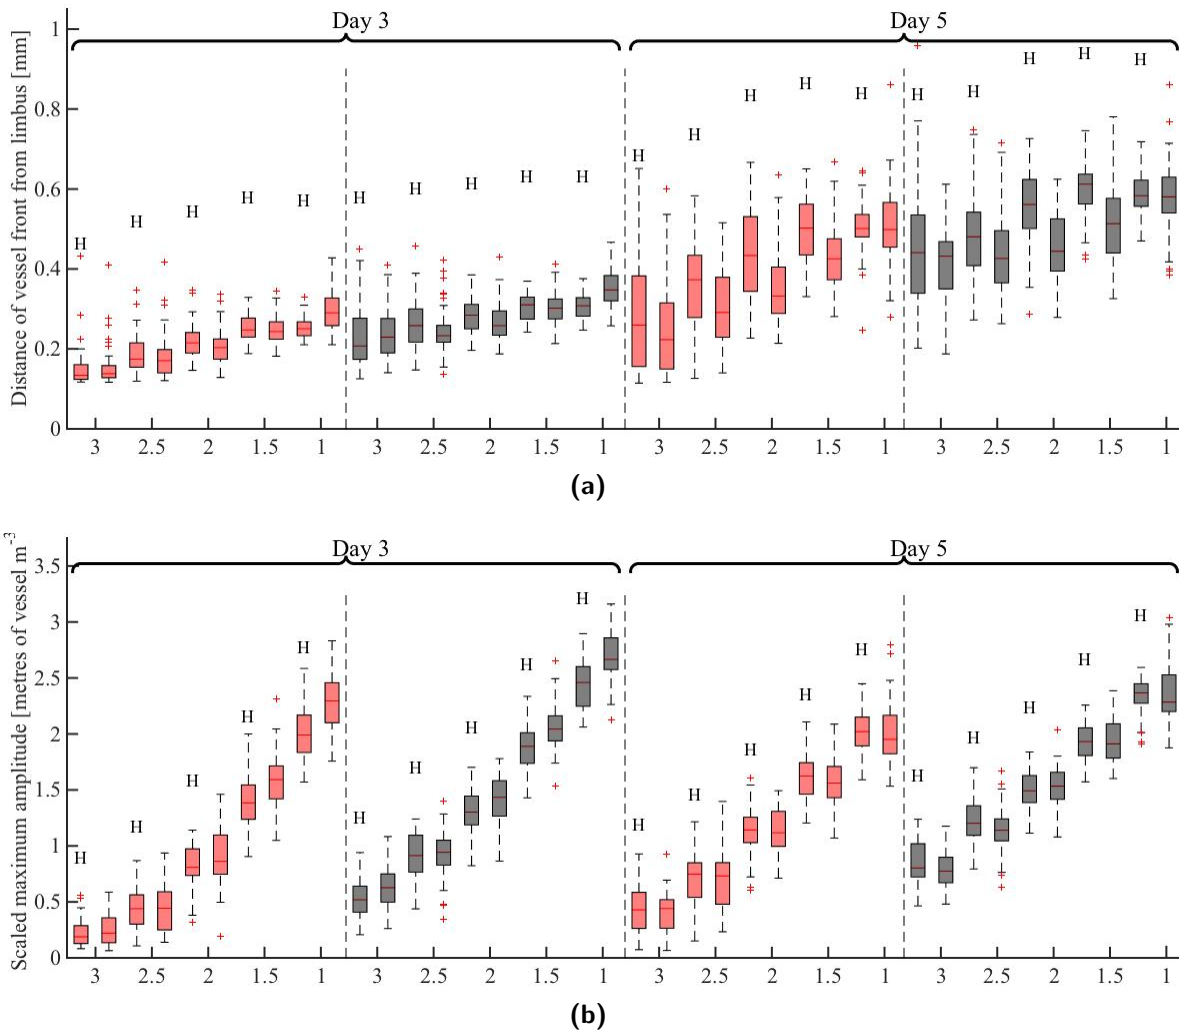 Day 3 Day 5
Distance of vessel front from limbus [mm]
1
0.8
0.6
0.4
0.2
0
H H H H H H H H H H H H H H H H H H H H
3 2.5 2 1.5 1 3 2.5 2 1.5 1 3 2.5 2 1.5 1 3 2.5 2 1.5 1
(a)
Day 3 Day 5
Scaled maximum amplitude [metres of vessel m-3
3.5
3
2.5
2
1.5
1
0.5
0
H H H H H H H H H H H H H H H H H H H H
3 2.5 2 1.5 1 3 2.5 2 1.5 1 3 2.5 2 1.5 1 3 2.5 2 1.5 1
(b)